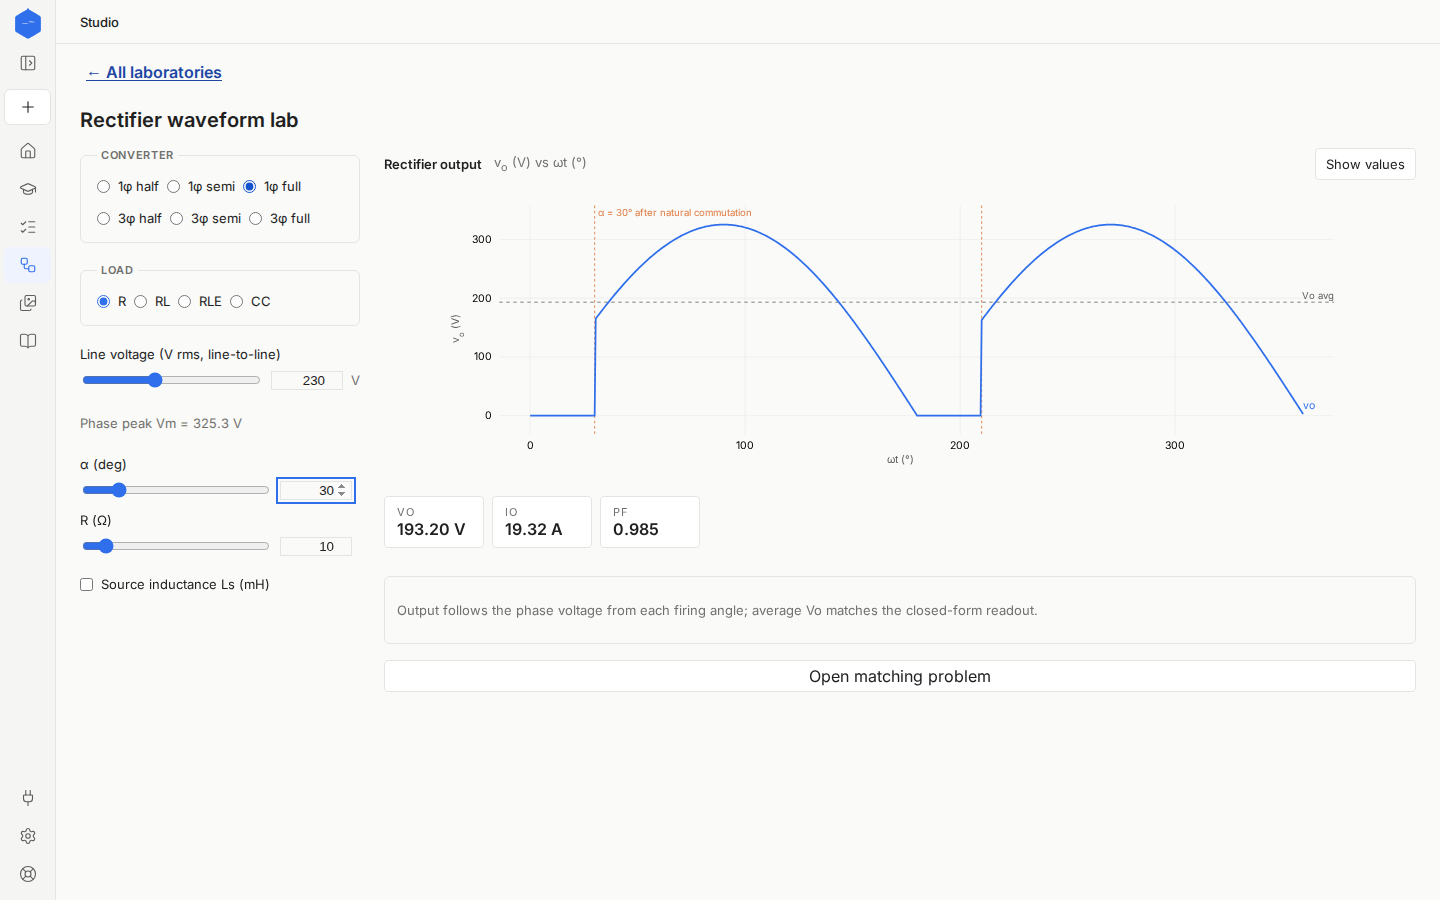 Studio
← All laboratories
Rectifier waveform lab
CONVERTER
1φ half 1φ semi 1φ full
3φ half 3φ semi 3φ full
LOAD
R RL RLE CC
Line voltage (V rms, line-to-line)
230 V
Phase peak Vm = 325.3 V
α (deg)
30
R (Ω)
10
Source inductance Ls (mH)
Rectifier output vo (V) vs ωt (°)
Show values
α = 30° after natural commutation
300
200
100
0
vo (V)
Vo avg
vo
0 100 200 300
ωt (°)
VO
193.20 V
IO
19.32 A
PF
0.985
Output follows the phase voltage from each firing angle; average Vo matches the closed-form readout.
Open matching problem